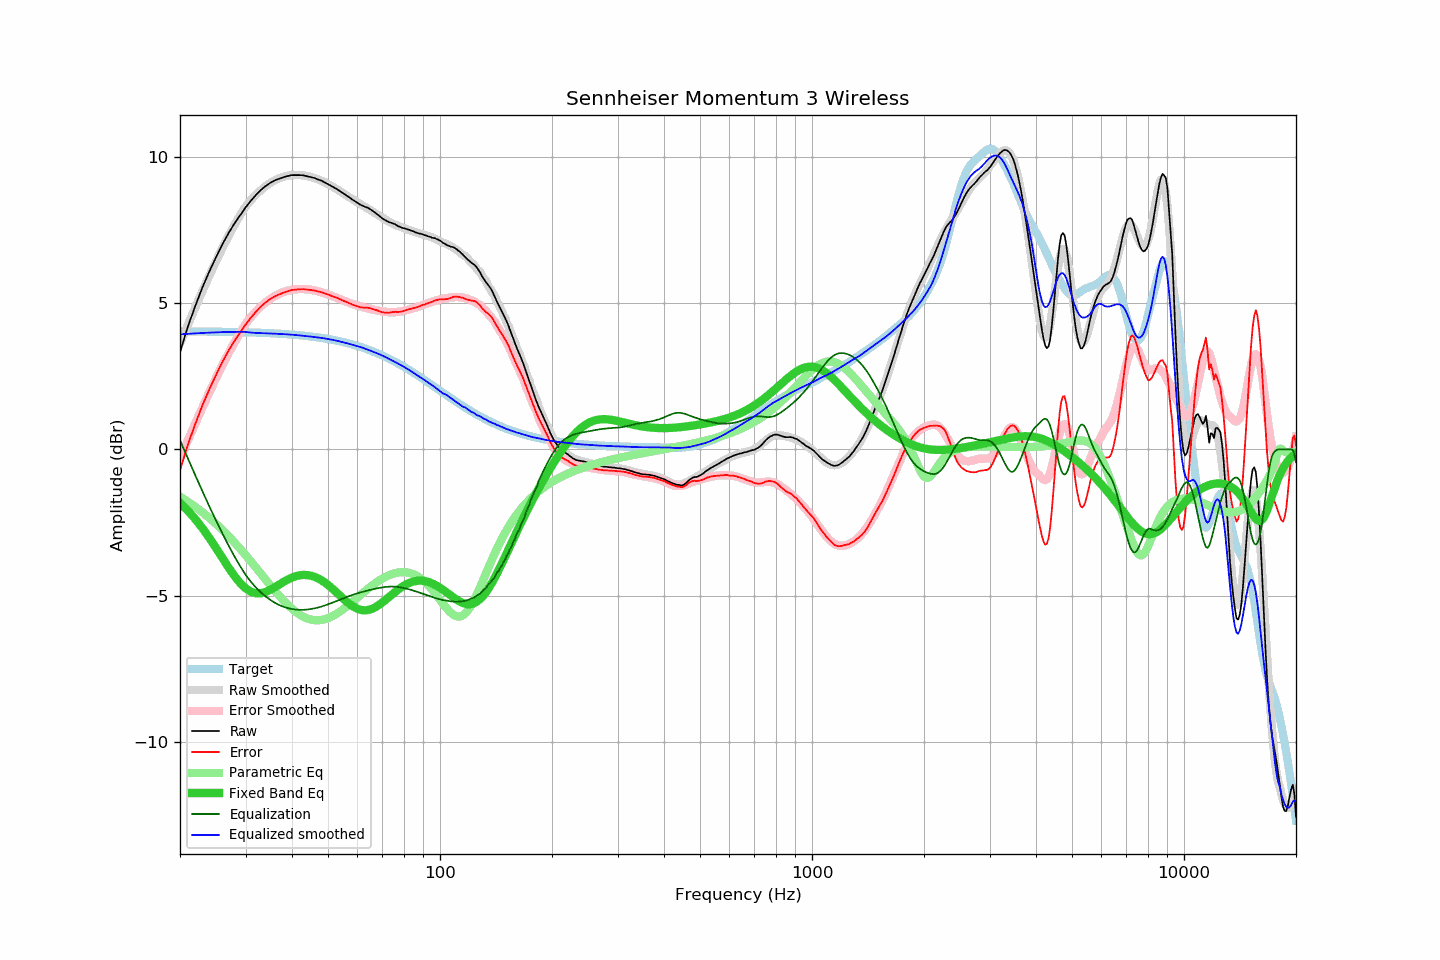 Sennheiser Momentum 3 Wireless
Amplitude (dBr)
10
5
0
−5
−10
Target
Raw Smoothed
Error Smoothed
Raw
Error
Parametric Eq
Fixed Band Eq
Equalization
Equalized smoothed
100
1000
10000
Frequency (Hz)